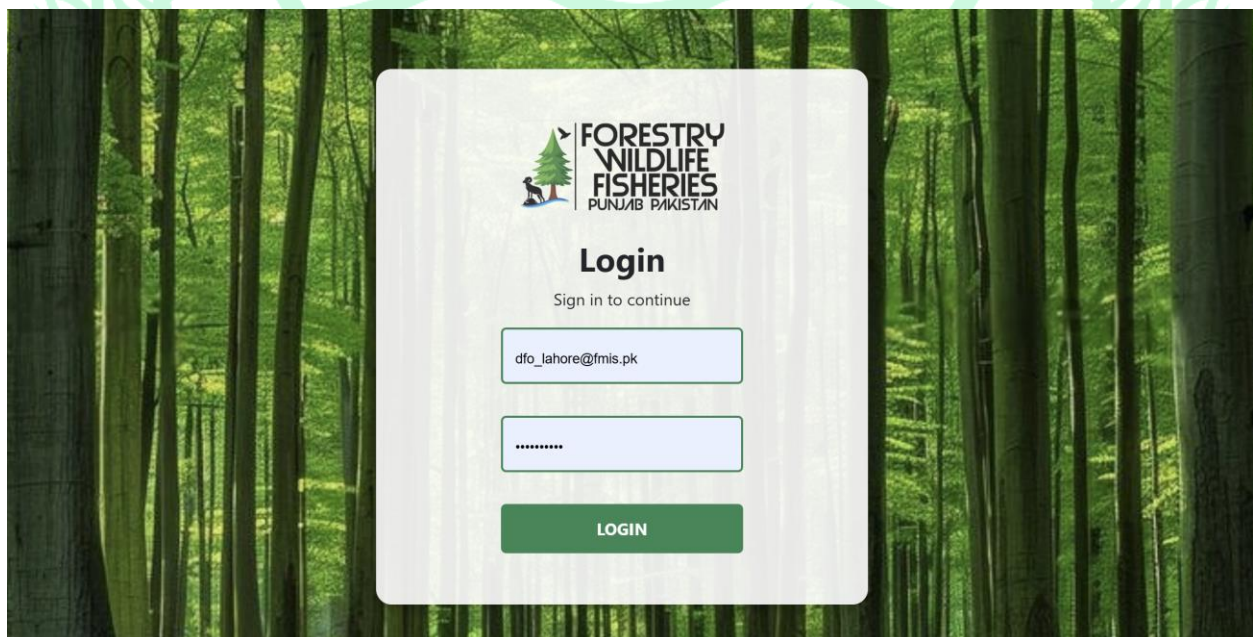 FORESTRY
WILDLIFE
FISHERIES
PUNJAB PAKISTAN
Login
Sign in to continue
dfo_lahore@fmis.pk
••••••••••
LOGIN